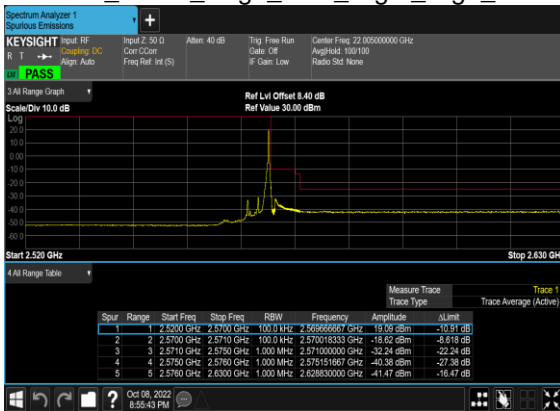 Spectrum Analyzer 1
Spurious Emissions
KEYSIGHT
R T
PASS
Input: RF
Coupling: DC
Align: Auto
Input Z: 50 Ω
Corr CCorr
Freq Ref: Int (S)
Atten: 40 dB
Trig: Free Run
Gate: Off
IF Gain: Low
Center Freq: 22.005000000 GHz
Avg|Hold: 100/100
Radio Std: None
3 All Range Graph
Scale/Div 10.0 dB
Ref Lvl Offset 8.40 dB
Ref Value 30.00 dBm
Log
20.0
10.0
0.00
-10.0
-20.0
-30.0
-40.0
-50.0
-60.0
Start 2.520 GHz
Stop 2.630 GH
4 All Range Table
Measure Trace Trace 1
Trace Type Trace Average (Active)
Spur Range Start Freq Stop Freq RBW Frequency Amplitude ΔLimit
1 1 2.5200 GHz 2.5700 GHz 100.0 kHz 2.569666667 GHz 19.09 dBm -10.91 dB
2 2 2.5700 GHz 2.5710 GHz 100.0 kHz 2.570018333 GHz -18.62 dBm -8.618 dB
3 3 2.5710 GHz 2.5750 GHz 1.000 MHz 2.571000000 GHz -32.24 dBm -22.24 dB
4 4 2.5750 GHz 2.5760 GHz 1.000 MHz 2.575151667 GHz -40.38 dBm -27.38 dB
5 5 2.5760 GHz 2.6300 GHz 1.000 MHz 2.628830000 GHz -41.47 dBm -16.47 dB
Oct 08, 2022
8:55:43 PM